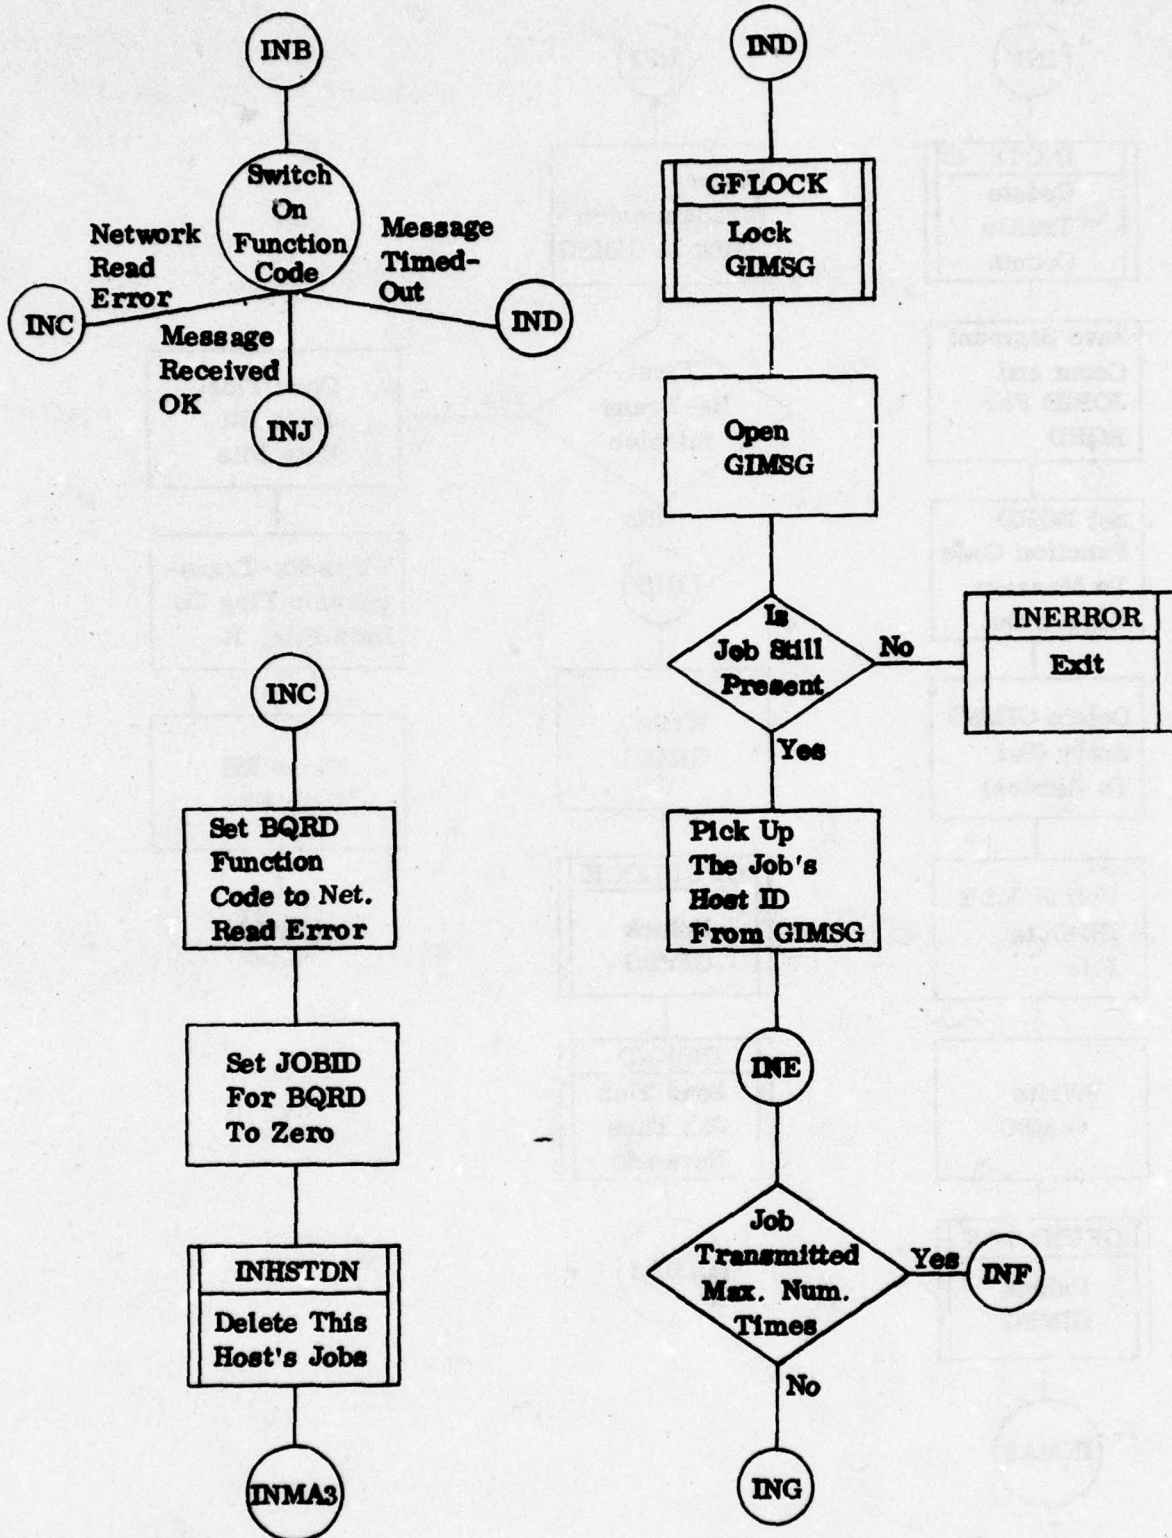 INB
Switch
On
Function
Code
Network
Read
Error
Message
Timed-
Out
INC
IND
Message
Received
OK
INJ
INC
Set BQRD
Function
Code to Net.
Read Error
Set JOBID
For BQRD
To Zero
INHSTDN
Delete This
Host's Jobs
INMA3
IND
GFLOCK
Lock
GIMSG
Open
GIMSG
Is
Job Still
Present
No
INERROR
Exit
Yes
Pick Up
The Job's
Host ID
From GIMSG
INE
Job
Transmitted
Max. Num.
Times
Yes
INF
No
ING